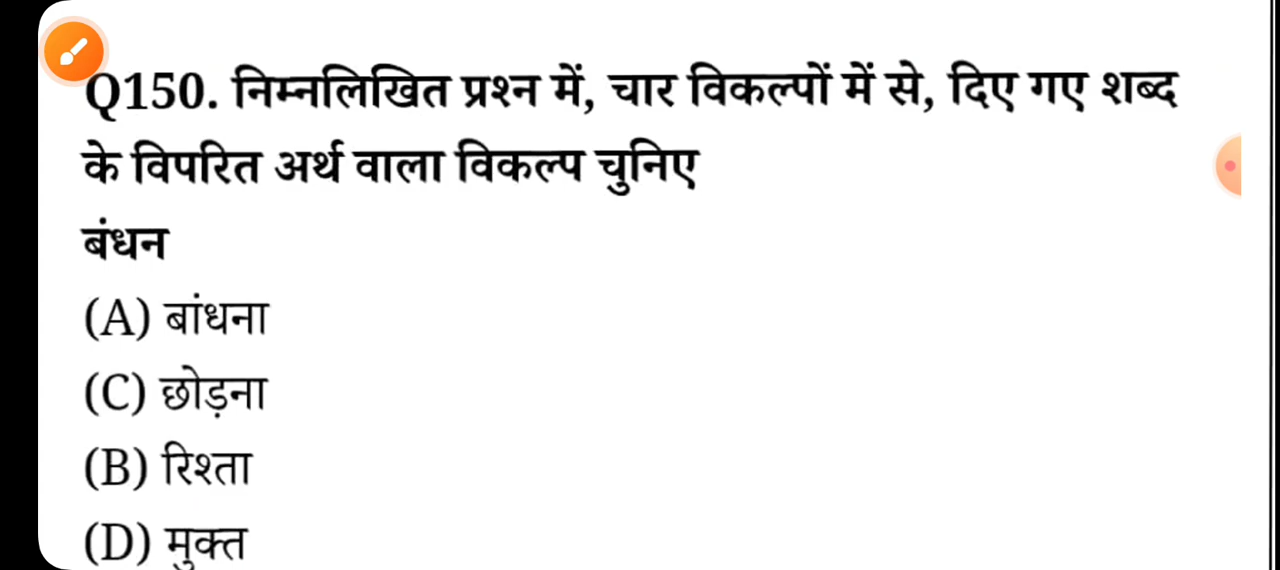 Q150. निम्नलिखित प्रश्न में, चार विकल्पों में से, दिए गए शब्द
के विपरित अर्थ वाला विकल्प चुनिए
बंधन
(A) बांधना
(C) छोड़ना
(B) रिश्ता
(D) मुक्त